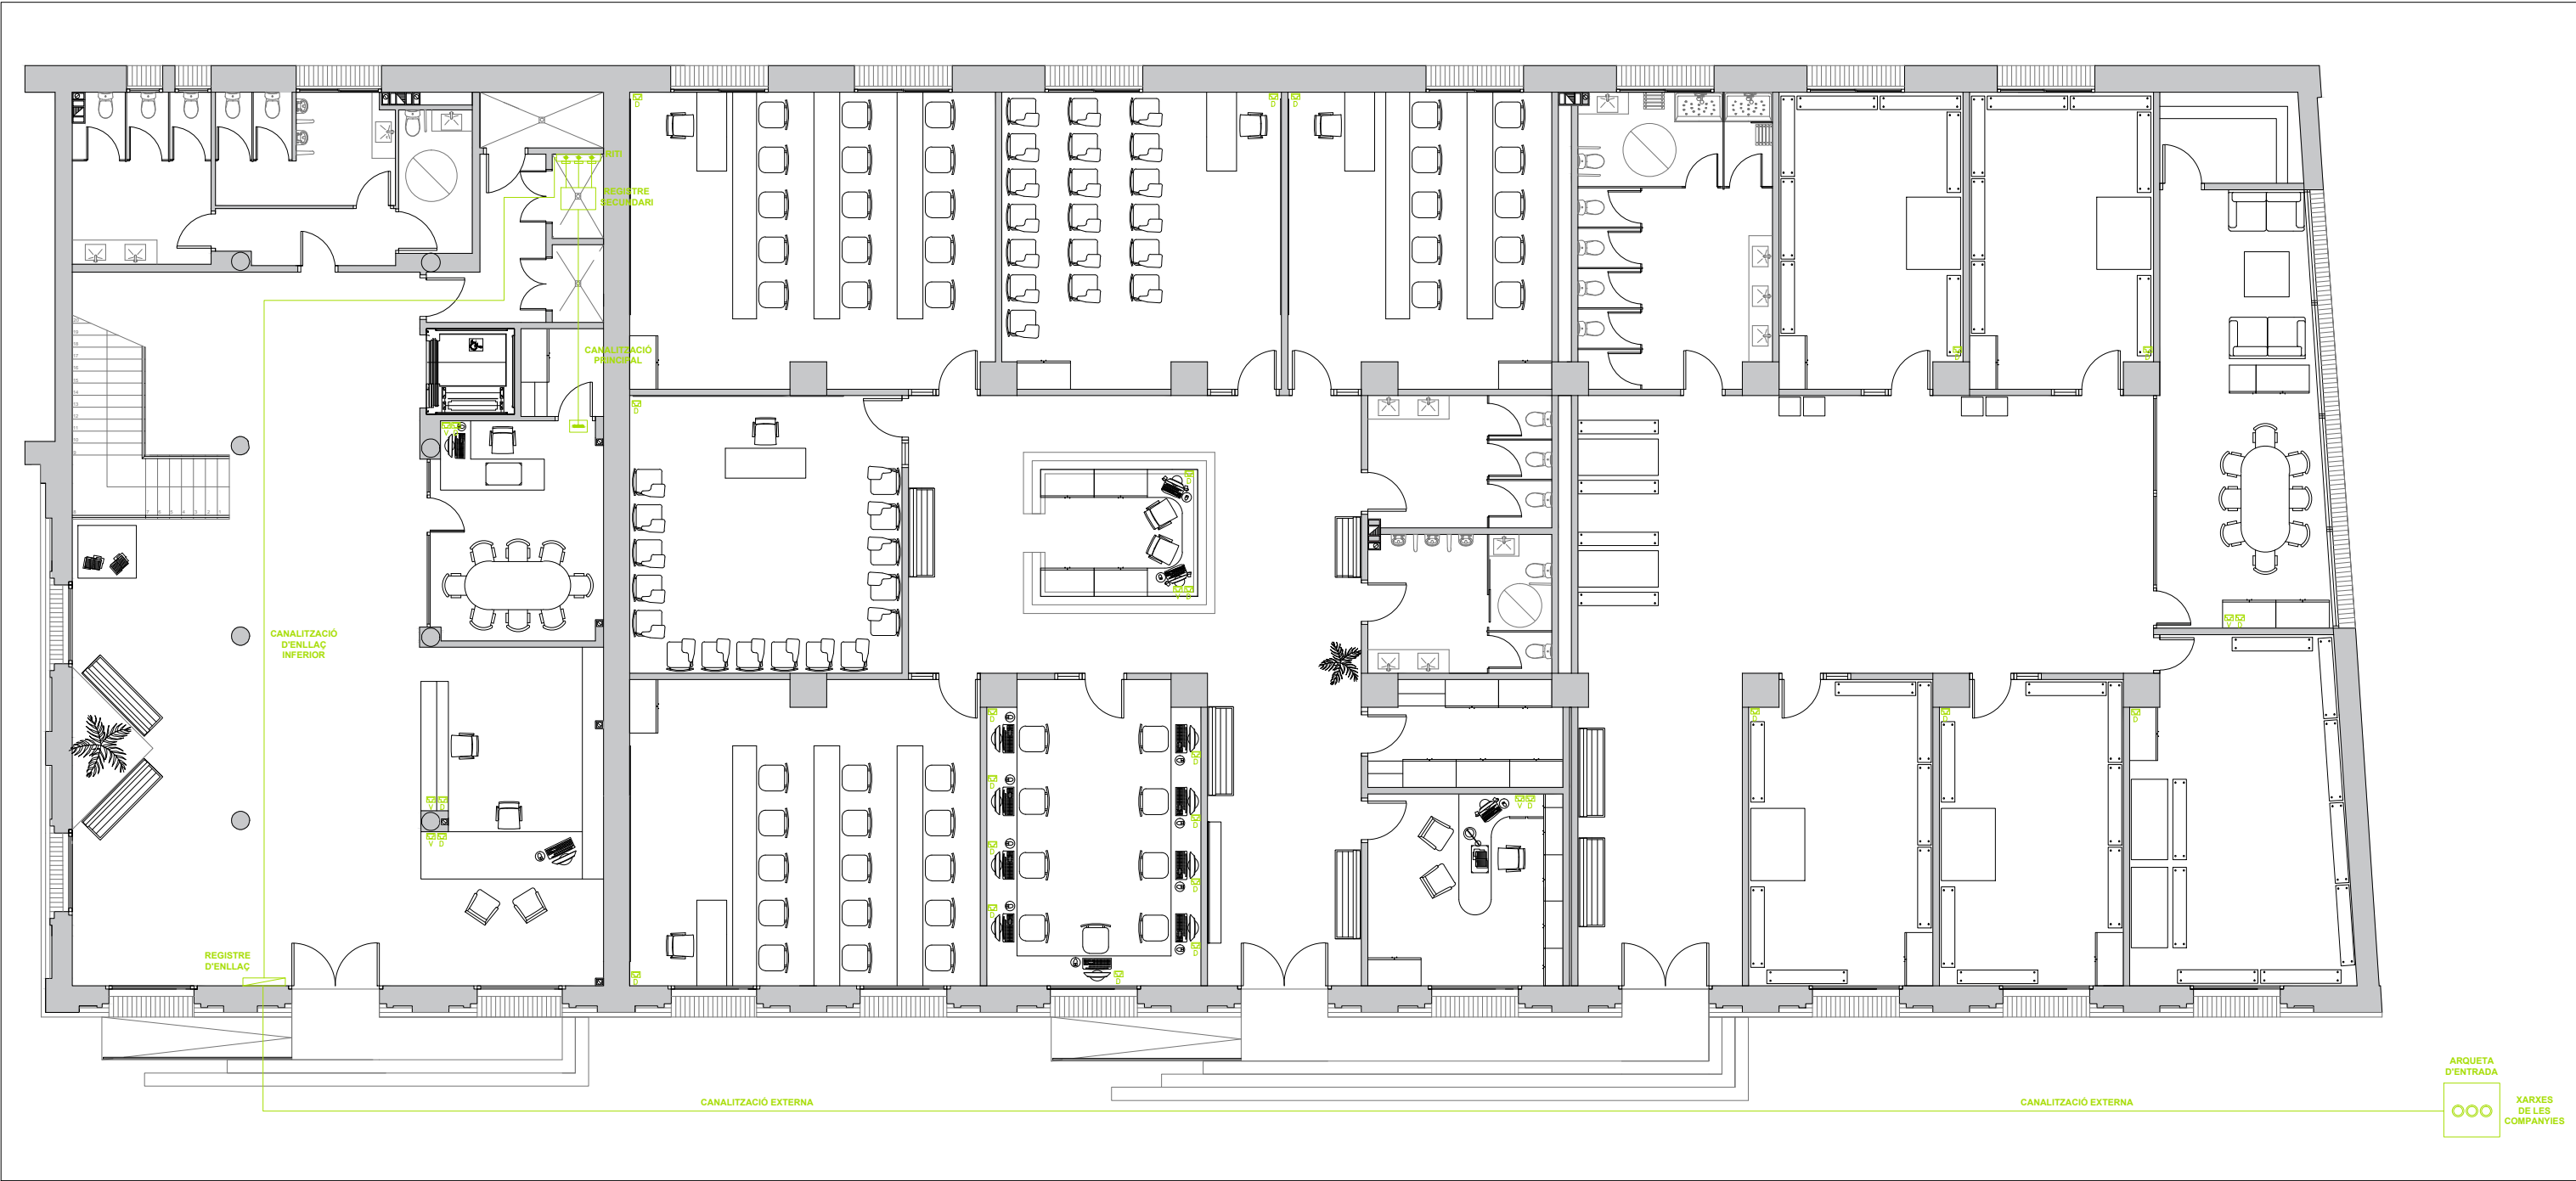 RITI
REGISTRE
SECUNDARI
CANALITZACIÓ
PRINCIPAL
CANALITZACIÓ
D'ENLLAÇ
INFERIOR
REGISTRE
D'ENLLAÇ
CANALITZACIÓ EXTERNA
CANALITZACIÓ EXTERNA
ARQUETA
D'ENTRADA
XARXES
DE LES
COMPANYIES